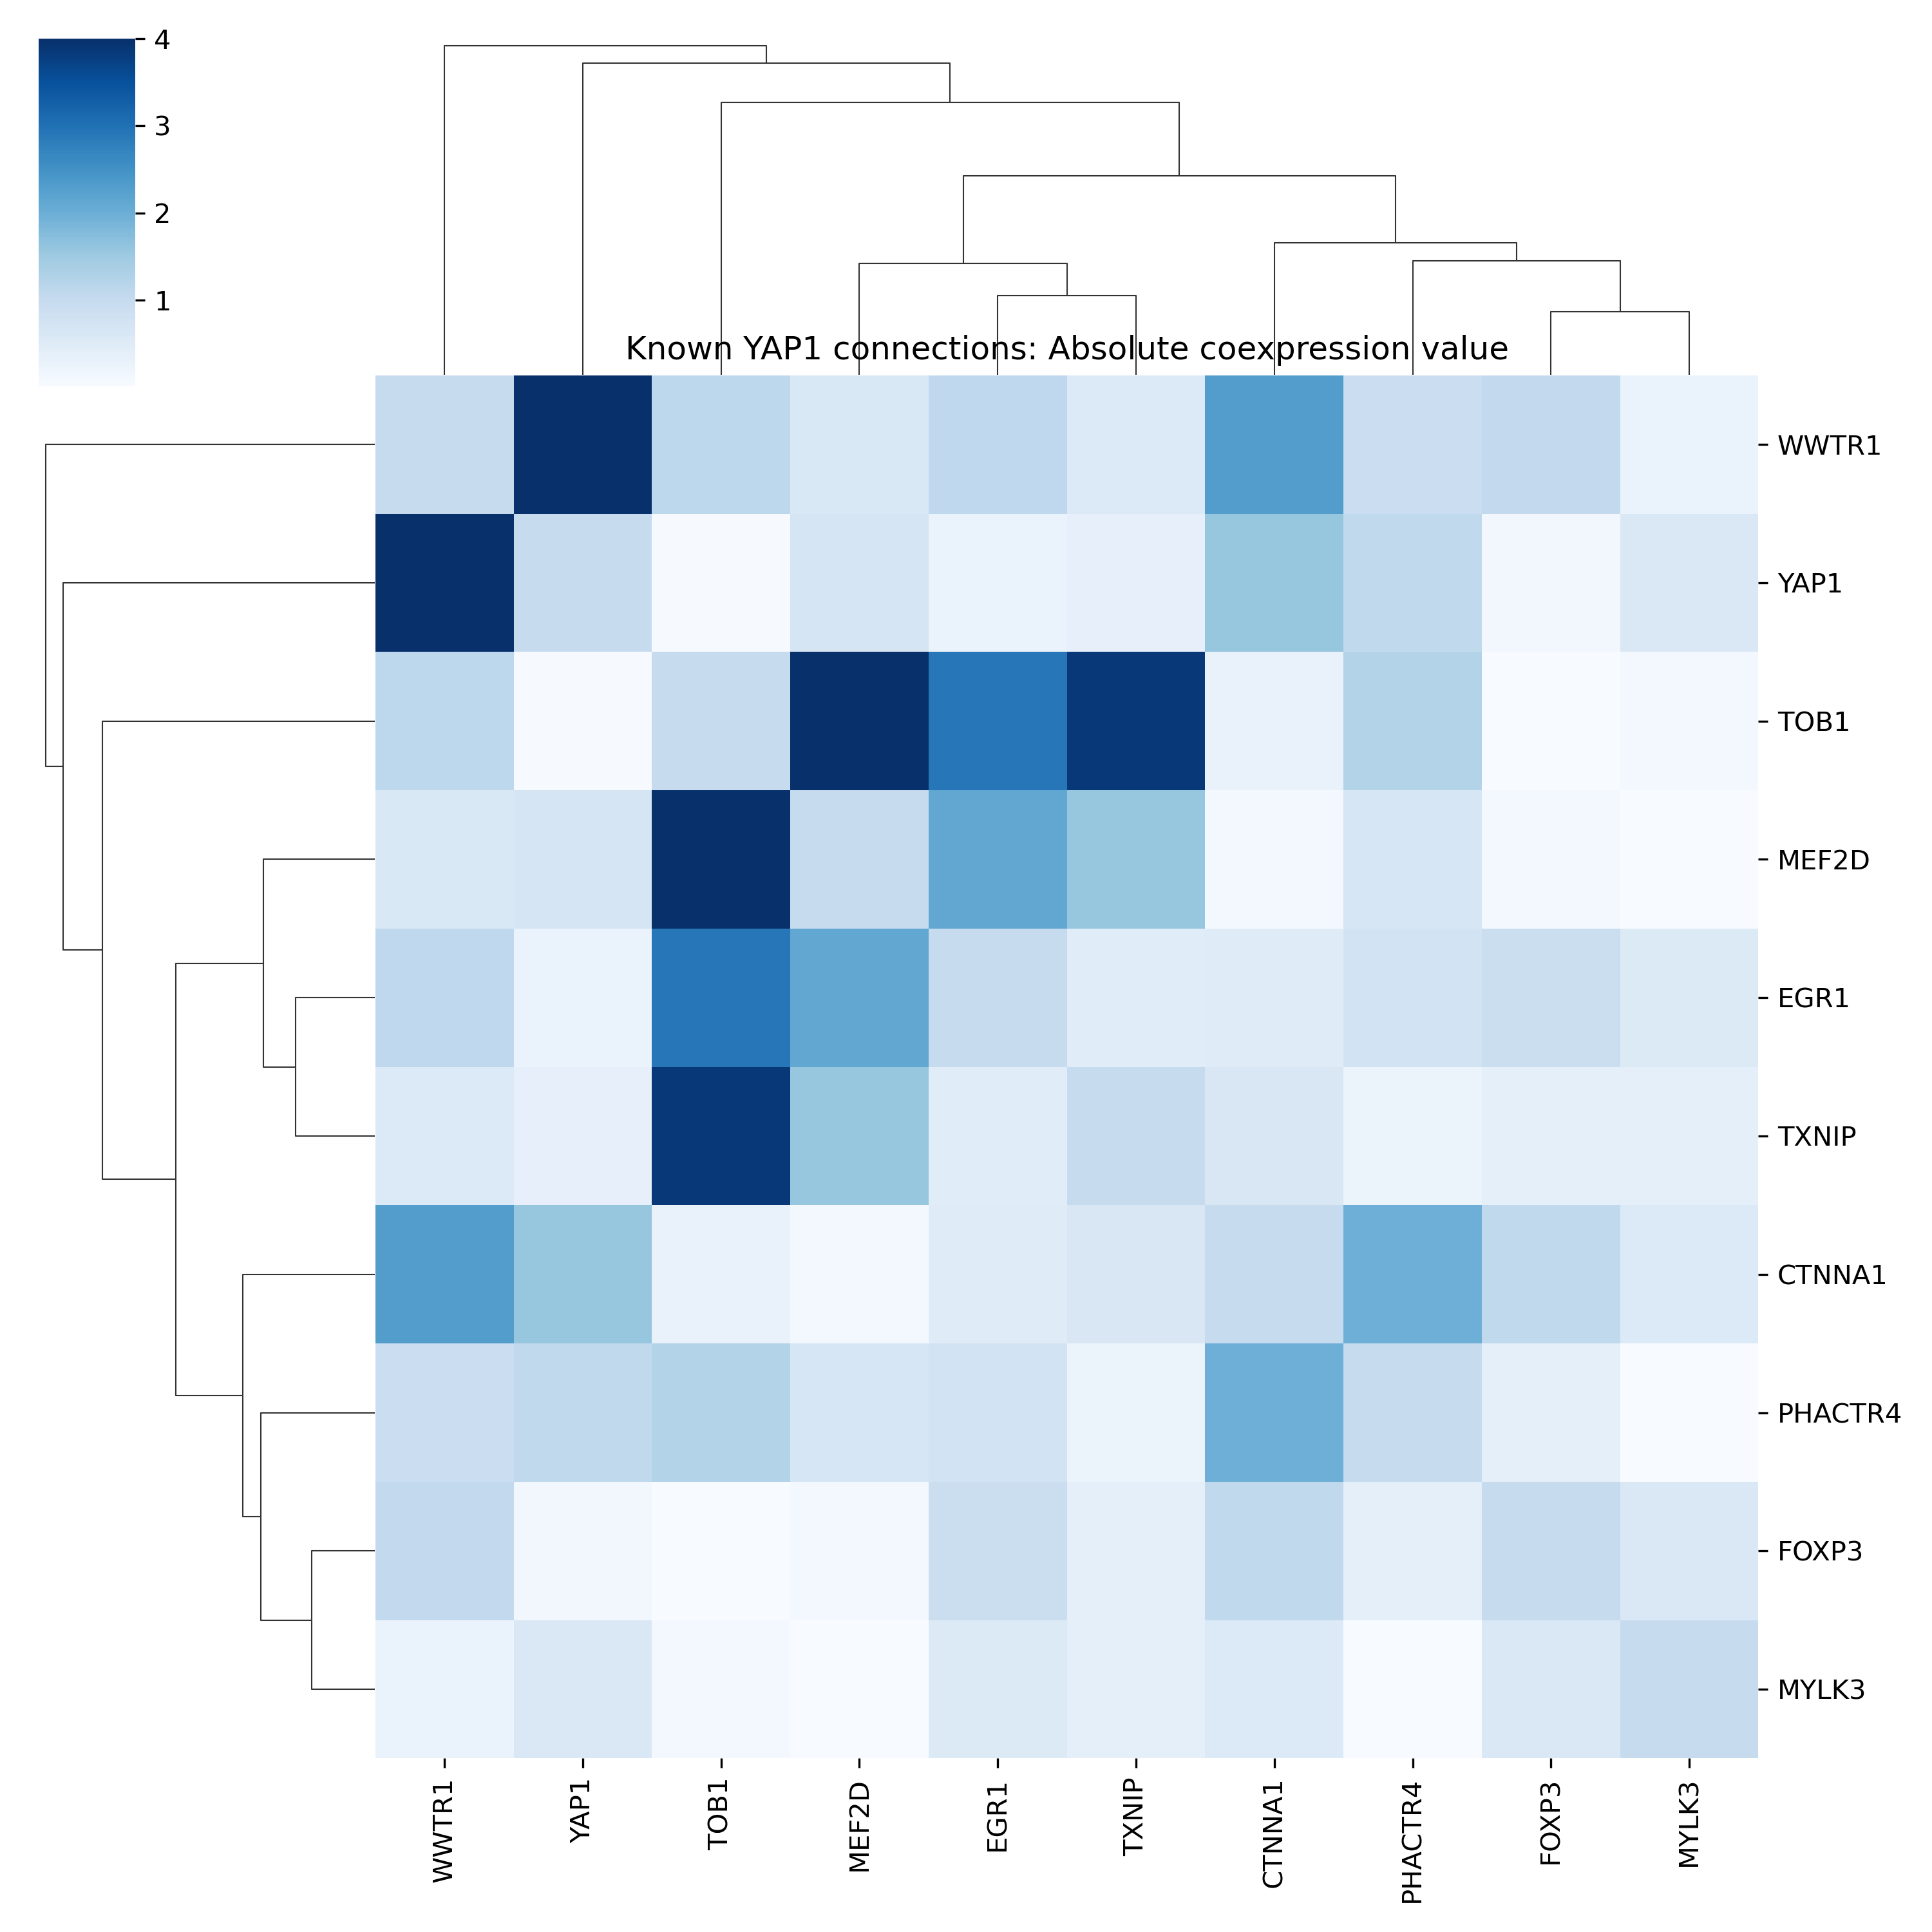 4
3
2
1
Known YAP1 connections: Absolute coexpression value
WWTR1
YAP1
TOB1
MEF2D
EGR1
TXNIP
CTNNA1
PHACTR4
FOXP3
MYLK3
WWTR1
YAP1
TOB1
MEF2D
EGR1
TXNIP
CTNNA1
PHACTR4
FOXP3
MYLK3